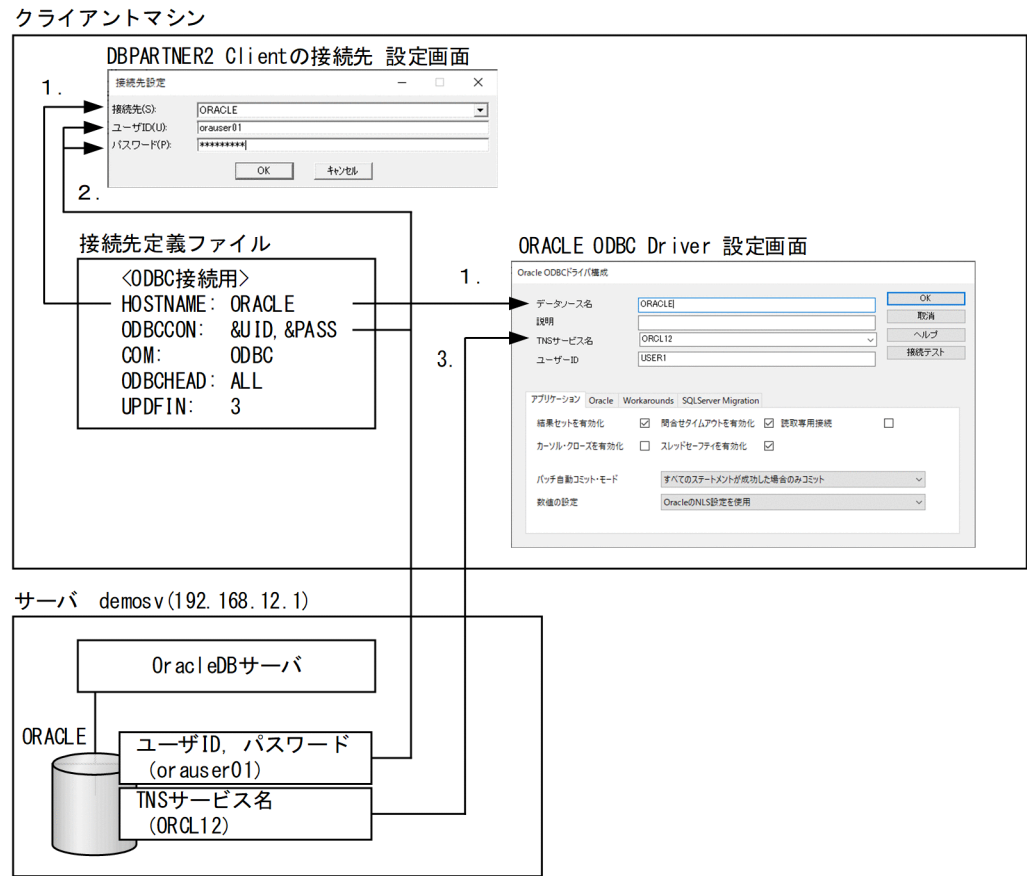 クライアントマシン
DBPARTNER2 Clientの接続先 設定画面
1.
接続先設定
接続先(S): ORACLE
ユーザID(U): orauser01
パスワード(P): *********
OK キャンセル
2.
接続先定義ファイル
<ODBC接続用>
HOSTNAME: ORACLE
ODBCCON: &UID,&PASS
COM: ODBC
ODBCHEAD: ALL
UPDFIN: 3
ORACLE ODBC Driver 設定画面
1.
Oracle ODBCドライバ構成
データソース名 ORACLE OK
説明 取消
TNSサービス名 ORCL12 ヘルプ
ユーザーID USER1 接続テスト
3.
アプリケーション Oracle Workarounds SQLServer Migration
結果セットを有効化 問合せタイムアウトを有効化 読取専用接続
カーソル・クローズを有効化 スレッドセーフティを有効化
バッチ自動コミット・モード すべてのステートメントが成功した場合のみコミット
数値の設定 OracleのNLS設定を使用
サーバ demosv(192.168.12.1)
OracleDBサーバ
ORACLE
ユーザID, パスワード
(orauser01)
TNSサービス名
(ORCL12)